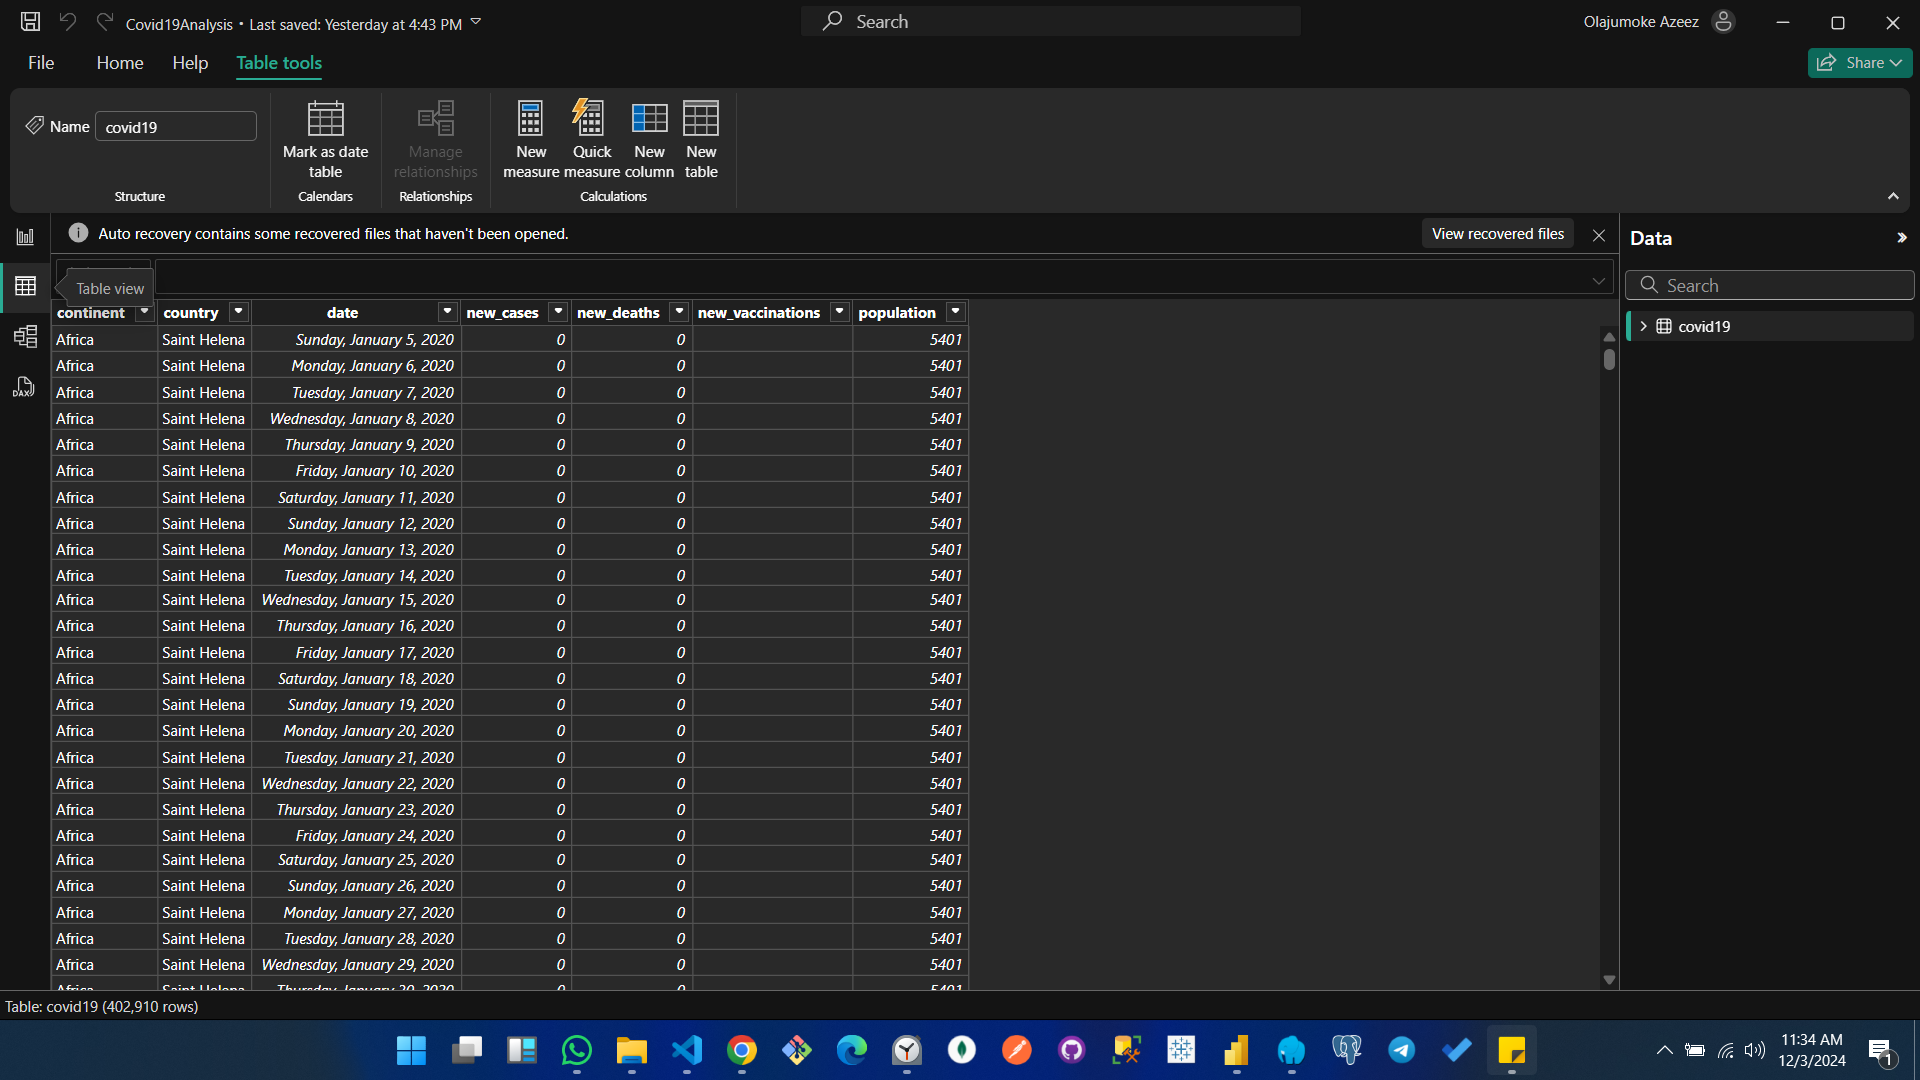 Covid19Analysis • Last saved: Yesterday at 4:43 PM
Search
Olajumoke Azeez
File Home Help Table tools
Share
Name covid19
Mark as date table
Manage relationships
New measure
Quick measure
New column
New table
Structure Calendars Relationships Calculations
Auto recovery contains some recovered files that haven't been opened.
View recovered files
Data
Table view
Search
covid19
DAX
continent country date new_cases new_deaths new_vaccinations population
Africa Saint Helena Sunday, January 5, 2020 0 0 5401
Africa Saint Helena Monday, January 6, 2020 0 0 5401
Africa Saint Helena Tuesday, January 7, 2020 0 0 5401
Africa Saint Helena Wednesday, January 8, 2020 0 0 5401
Africa Saint Helena Thursday, January 9, 2020 0 0 5401
Africa Saint Helena Friday, January 10, 2020 0 0 5401
Africa Saint Helena Saturday, January 11, 2020 0 0 5401
Africa Saint Helena Sunday, January 12, 2020 0 0 5401
Africa Saint Helena Monday, January 13, 2020 0 0 5401
Africa Saint Helena Tuesday, January 14, 2020 0 0 5401
Africa Saint Helena Wednesday, January 15, 2020 0 0 5401
Africa Saint Helena Thursday, January 16, 2020 0 0 5401
Africa Saint Helena Friday, January 17, 2020 0 0 5401
Africa Saint Helena Saturday, January 18, 2020 0 0 5401
Africa Saint Helena Sunday, January 19, 2020 0 0 5401
Africa Saint Helena Monday, January 20, 2020 0 0 5401
Africa Saint Helena Tuesday, January 21, 2020 0 0 5401
Africa Saint Helena Wednesday, January 22, 2020 0 0 5401
Africa Saint Helena Thursday, January 23, 2020 0 0 5401
Africa Saint Helena Friday, January 24, 2020 0 0 5401
Africa Saint Helena Saturday, January 25, 2020 0 0 5401
Africa Saint Helena Sunday, January 26, 2020 0 0 5401
Africa Saint Helena Monday, January 27, 2020 0 0 5401
Africa Saint Helena Tuesday, January 28, 2020 0 0 5401
Africa Saint Helena Wednesday, January 29, 2020 0 0 5401
Africa Saint Helena Thursday, January 30, 2020 0 0 5401
Table: covid19 (402,910 rows)
11:34 AM
12/3/2024
1